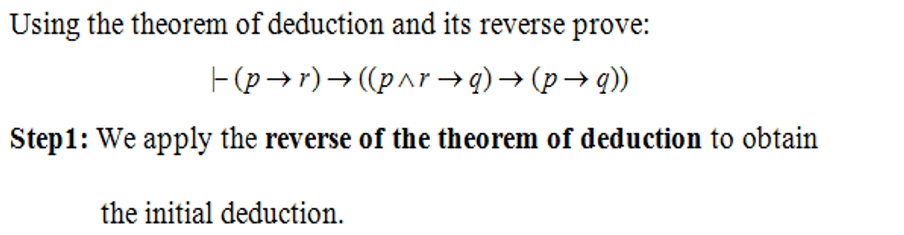 Using the theorem of deduction and its reverse prove:
⊢(p→r)→((p∧r→q)→(p→q))
Step1: We apply the reverse of the theorem of deduction to obtain
the initial deduction.